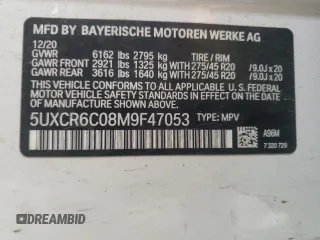 MFD BY BAYERISCHE MOTOREN WERKE AG
12/20
GVWR 6162 lbs 2795 kg TIRE / RIM
GAWR FRONT 2921 lbs 1325 kg WITH 275/45 R20 / 9.0J x 20
GAWR REAR 3616 lbs 1640 kg WITH 275/45 R20 / 9.0J x 20
THIS VEHICLE CONFORMS TO ALL APPLICABLE U.S. FEDERAL
MOTOR VEHICLE SAFETY STANDARDS IN EFFECT ON THE
DATE OF MANUFACTURE SHOWN ABOVE.
5UXCR6C08M9F47053 TYPE: MPV
A96M
7 320 729
DREAMBID